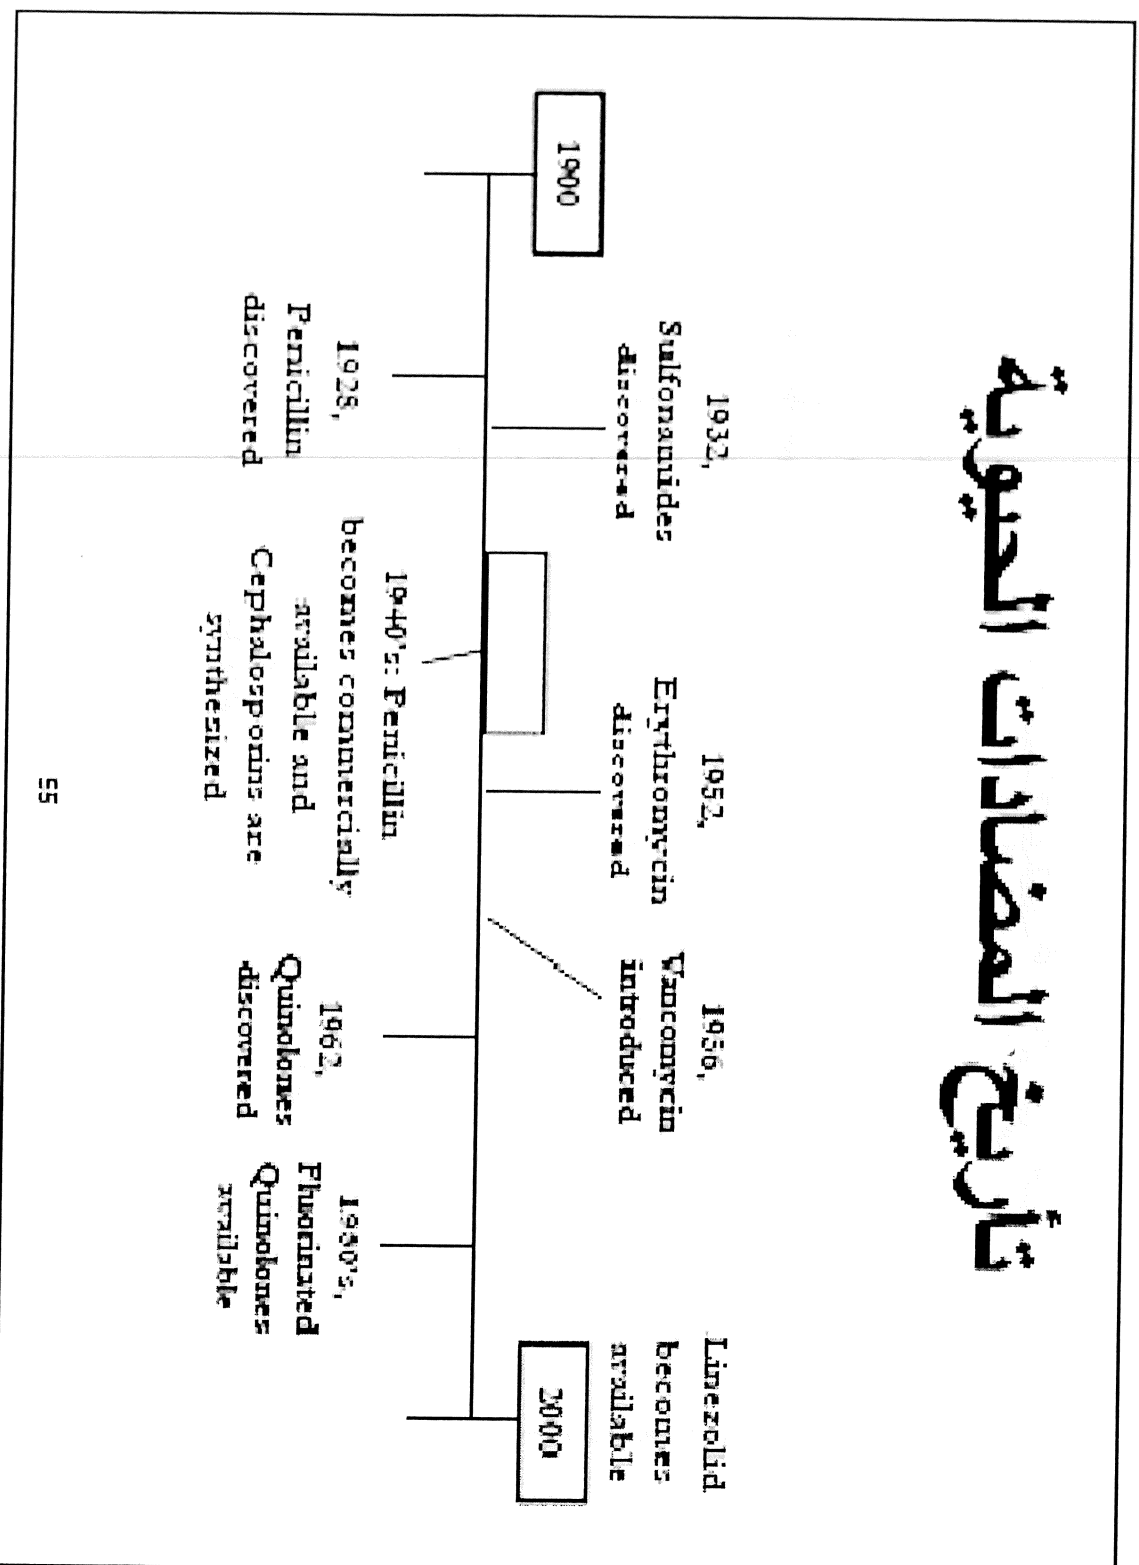 تأريخ المضادات الحيوية
1932,
Sulfonamides
discovered
1952,
Erythromycin
discovered
1956,
Vancomycin
introduced
Linezolid
becomes
available
1900
2000
1928,
Penicillin
discovered
1940's: Penicillin
becomes commercially
available and
Cephalosporins are
synthesized
1962,
Quinolones
discovered
1980's,
Fluorinated
Quinolones
available
55